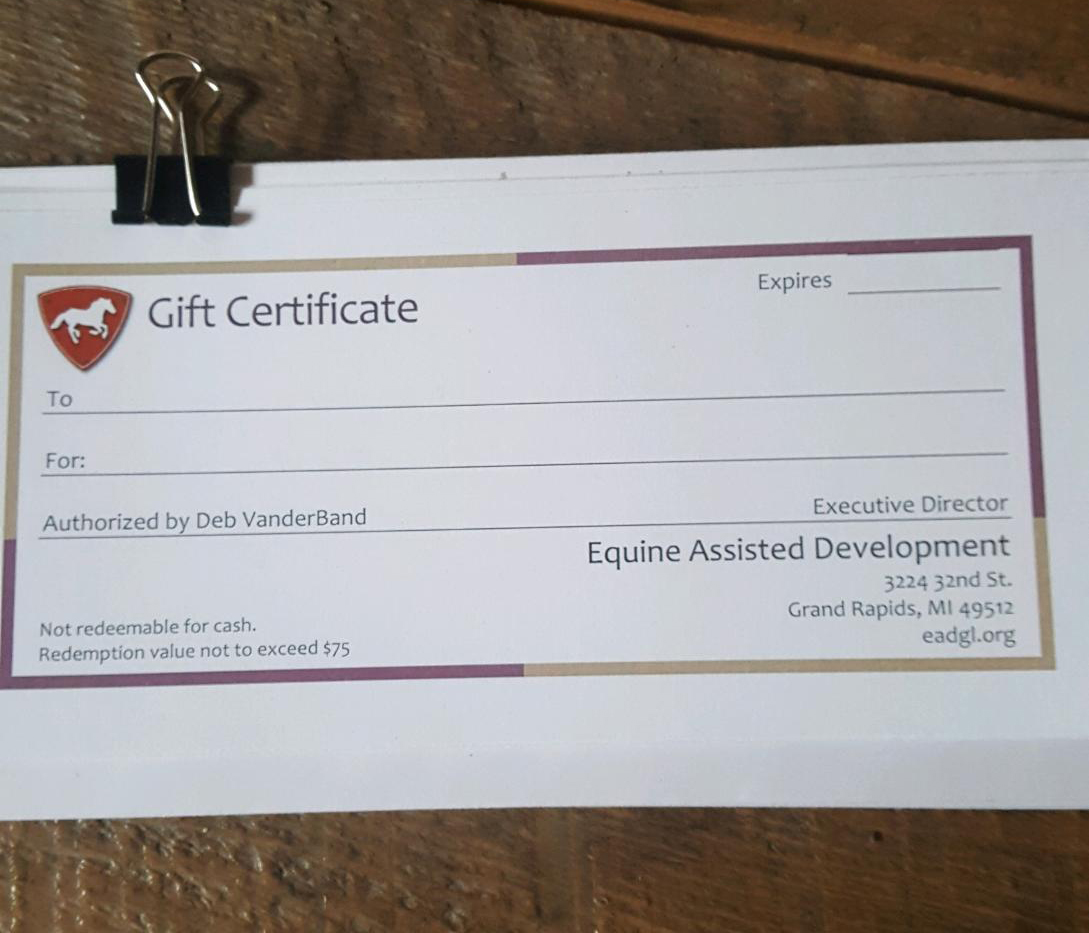 Gift Certificate
Expires
To
For:
Authorized by Deb VanderBand
Executive Director
Equine Assisted Development
3224 32nd St.
Grand Rapids, MI 49512
eadgl.org
Not redeemable for cash.
Redemption value not to exceed $75